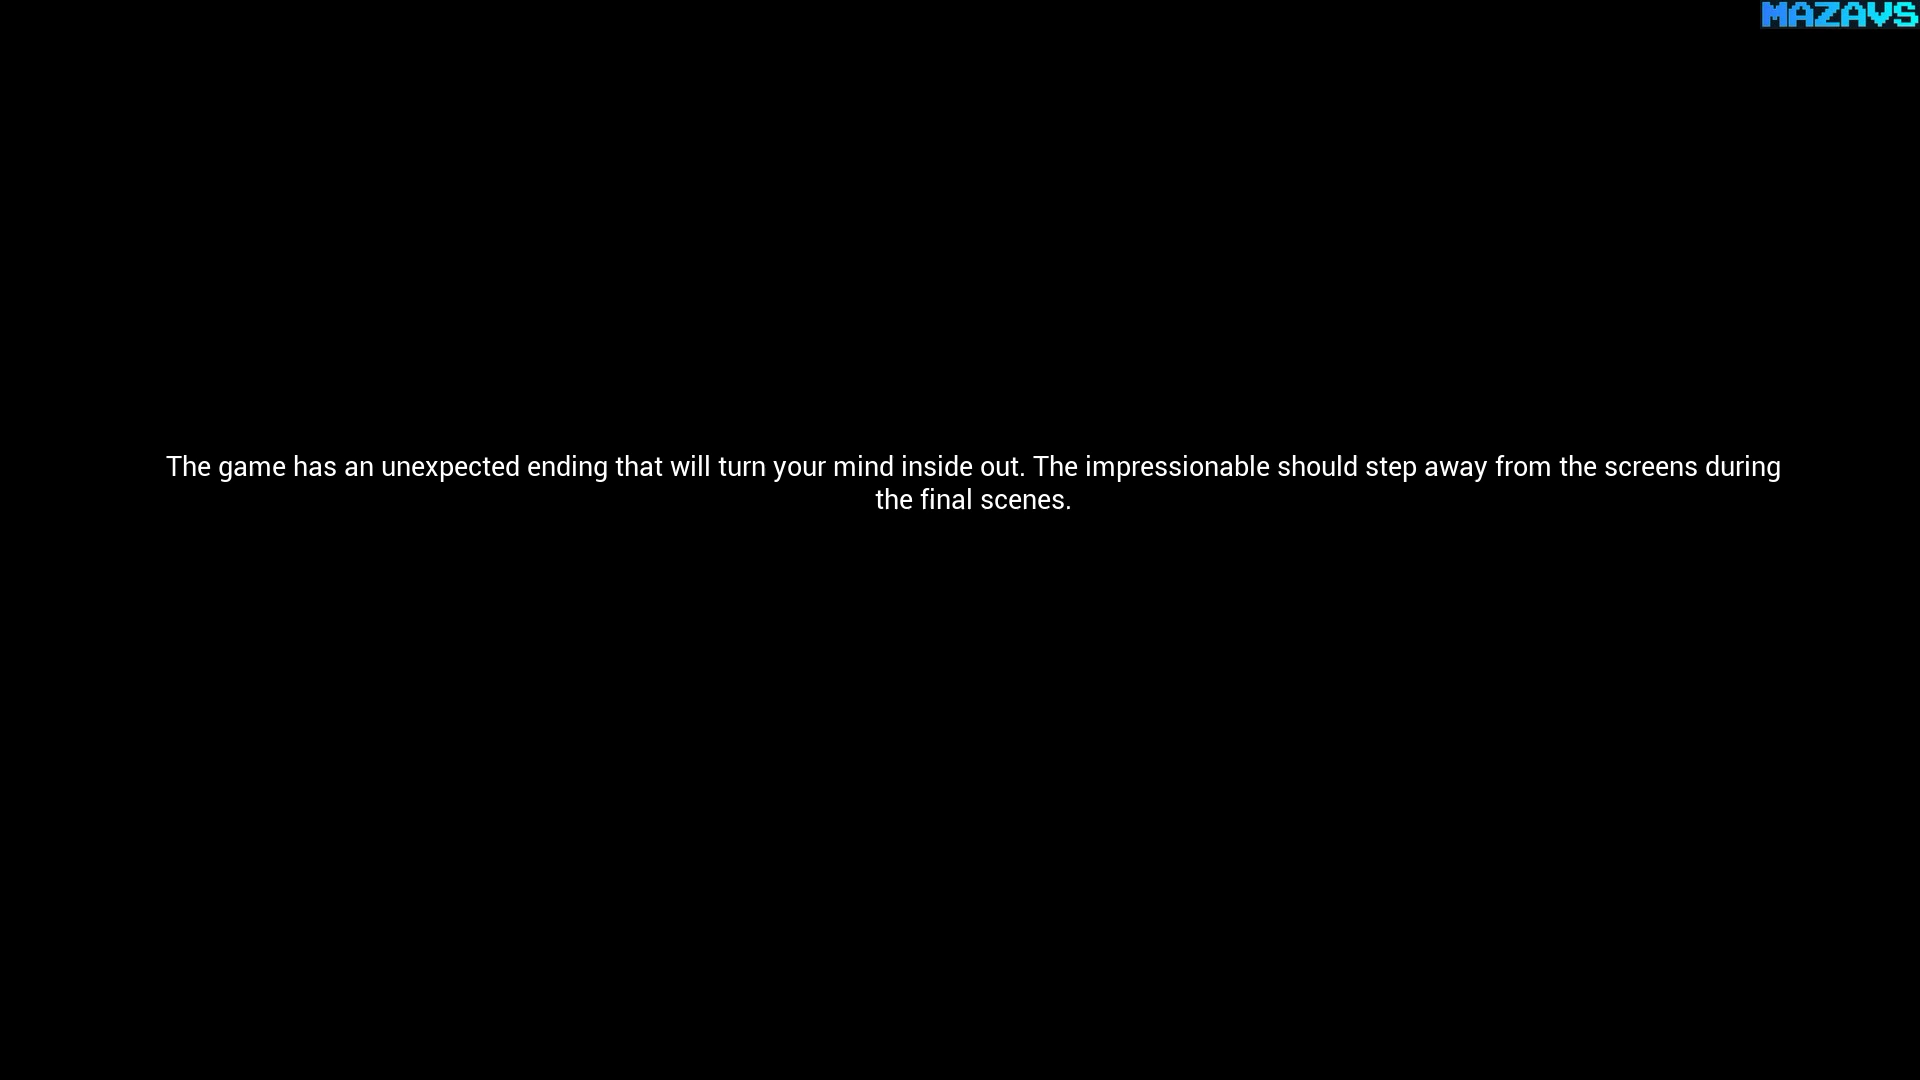 MAZAVS
The game has an unexpected ending that will turn your mind inside out. The impressionable should step away from the screens during
the final scenes.